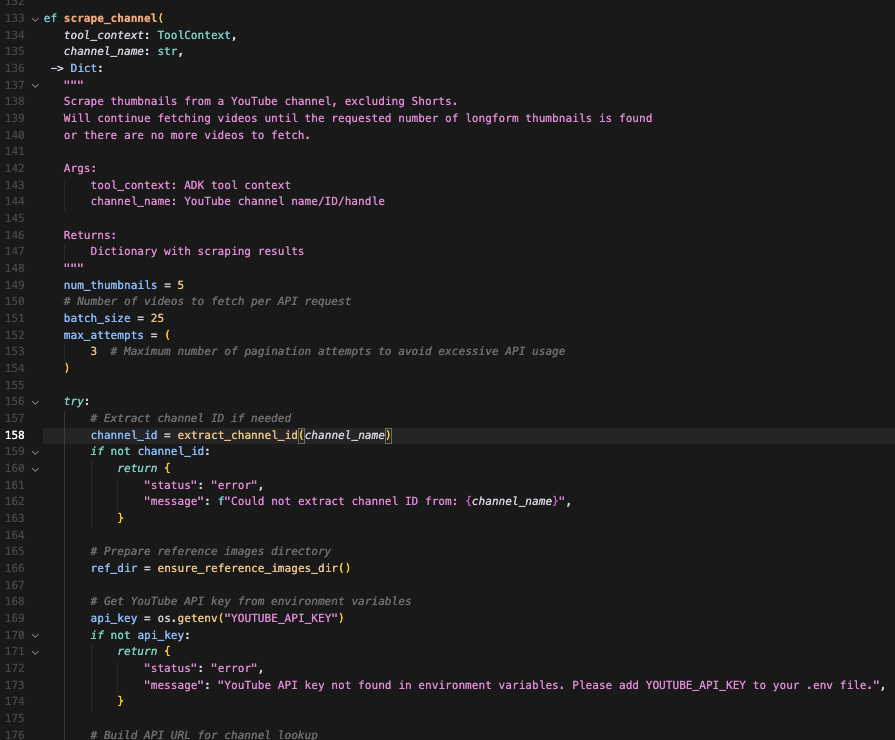 132
133 ef scrape_channel(
134 tool_context: ToolContext,
135 channel_name: str,
136 -> Dict:
137 """
138 Scrape thumbnails from a YouTube channel, excluding Shorts.
139 Will continue fetching videos until the requested number of longform thumbnails is found
140 or there are no more videos to fetch.
141
142 Args:
143 tool_context: ADK tool context
144 channel_name: YouTube channel name/ID/handle
145
146 Returns:
147 Dictionary with scraping results
148 """
149 num_thumbnails = 5
150 # Number of videos to fetch per API request
151 batch_size = 25
152 max_attempts = (
153 3 # Maximum number of pagination attempts to avoid excessive API usage
154 )
155
156 try:
157 # Extract channel ID if needed
158 channel_id = extract_channel_id(channel_name)
159 if not channel_id:
160 return {
161 "status": "error",
162 "message": f"Could not extract channel ID from: {channel_name}",
163 }
164
165 # Prepare reference images directory
166 ref_dir = ensure_reference_images_dir()
167
168 # Get YouTube API key from environment variables
169 api_key = os.getenv("YOUTUBE_API_KEY")
170 if not api_key:
171 return {
172 "status": "error",
173 "message": "YouTube API key not found in environment variables. Please add YOUTUBE_API_KEY to your .env file.",
174 }
175
176 # Build API URL for channel lookup